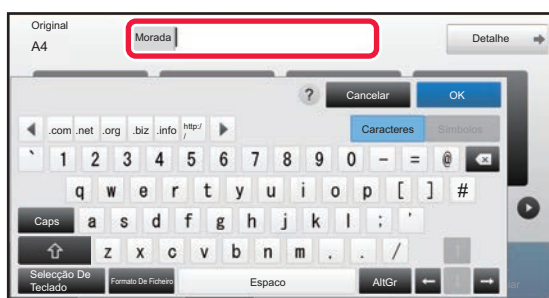 Original
A4
Morada
Detalhe
? Cancelar OK
.com .net .org .biz .info http:/
/
Caracteres Símbolos
` 1 2 3 4 5 6 7 8 9 0 - = @
q w e r t y u i o p [ ] #
Caps a s d f g h j k l ; '
z x c v b n m . . /
Selecção De
Teclado
Formato De Ficheiro
Espaço
AltGr